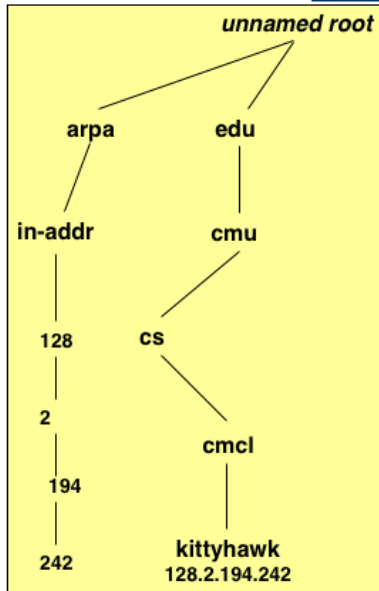 unnamed root
arpa edu
in-addr cmu
128 cs
2
cmcl
194
kittyhawk
242 128.2.194.242